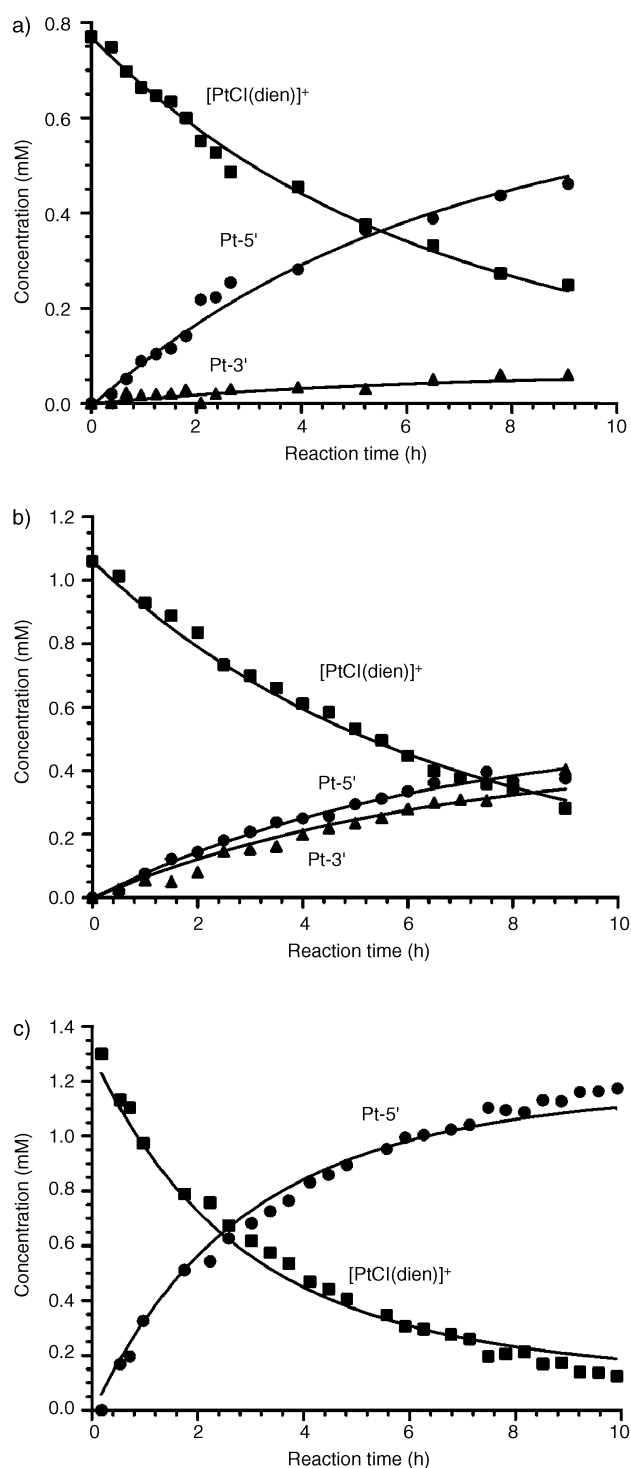 a)
0.8
0.6
0.4
0.2
0.0
Concentration (mM)
[PtCl(dien)]⁺
Pt-5'
Pt-3'
0 2 4 6 8 10
Reaction time (h)
b)
1.2
1.0
0.8
0.6
0.4
0.2
0.0
Concentration (mM)
[PtCl(dien)]⁺
Pt-5'
Pt-3'
0 2 4 6 8 10
Reaction time (h)
c)
1.4
1.2
1.0
0.8
0.6
0.4
0.2
0.0
Concentration (mM)
Pt-5'
[PtCl(dien)]⁺
0 2 4 6 8 10
Reaction time (h)